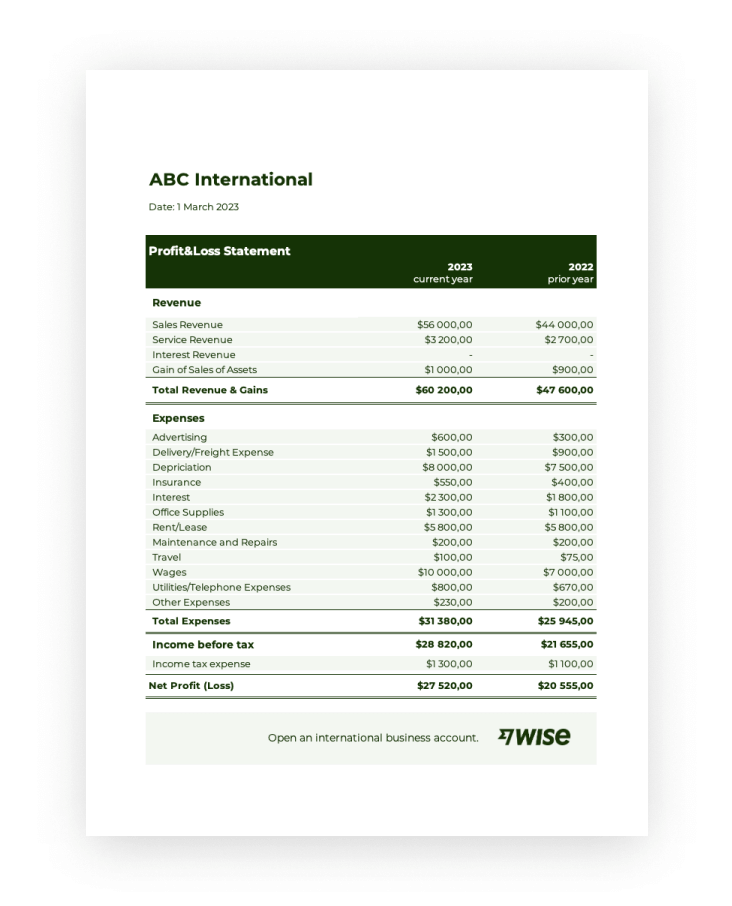 ABC International
Date: 1 March 2023
Profit&Loss Statement
2023 2022
current year prior year
Revenue
Sales Revenue $56 000,00 $44 000,00
Service Revenue $3 200,00 $2 700,00
Interest Revenue - -
Gain of Sales of Assets $1 000,00 $900,00
Total Revenue & Gains $60 200,00 $47 600,00
Expenses
Advertising $600,00 $300,00
Delivery/Freight Expense $1 500,00 $900,00
Depriciation $8 000,00 $7 500,00
Insurance $550,00 $400,00
Interest $2 300,00 $1 800,00
Office Supplies $1 300,00 $1 100,00
Rent/Lease $5 800,00 $5 800,00
Maintenance and Repairs $200,00 $200,00
Travel $100,00 $75,00
Wages $10 000,00 $7 000,00
Utilities/Telephone Expenses $800,00 $670,00
Other Expenses $230,00 $200,00
Total Expenses $31 380,00 $25 945,00
Income before tax $28 820,00 $21 655,00
Income tax expense $1 300,00 $1 100,00
Net Profit (Loss) $27 520,00 $20 555,00
Open an international business account. wise